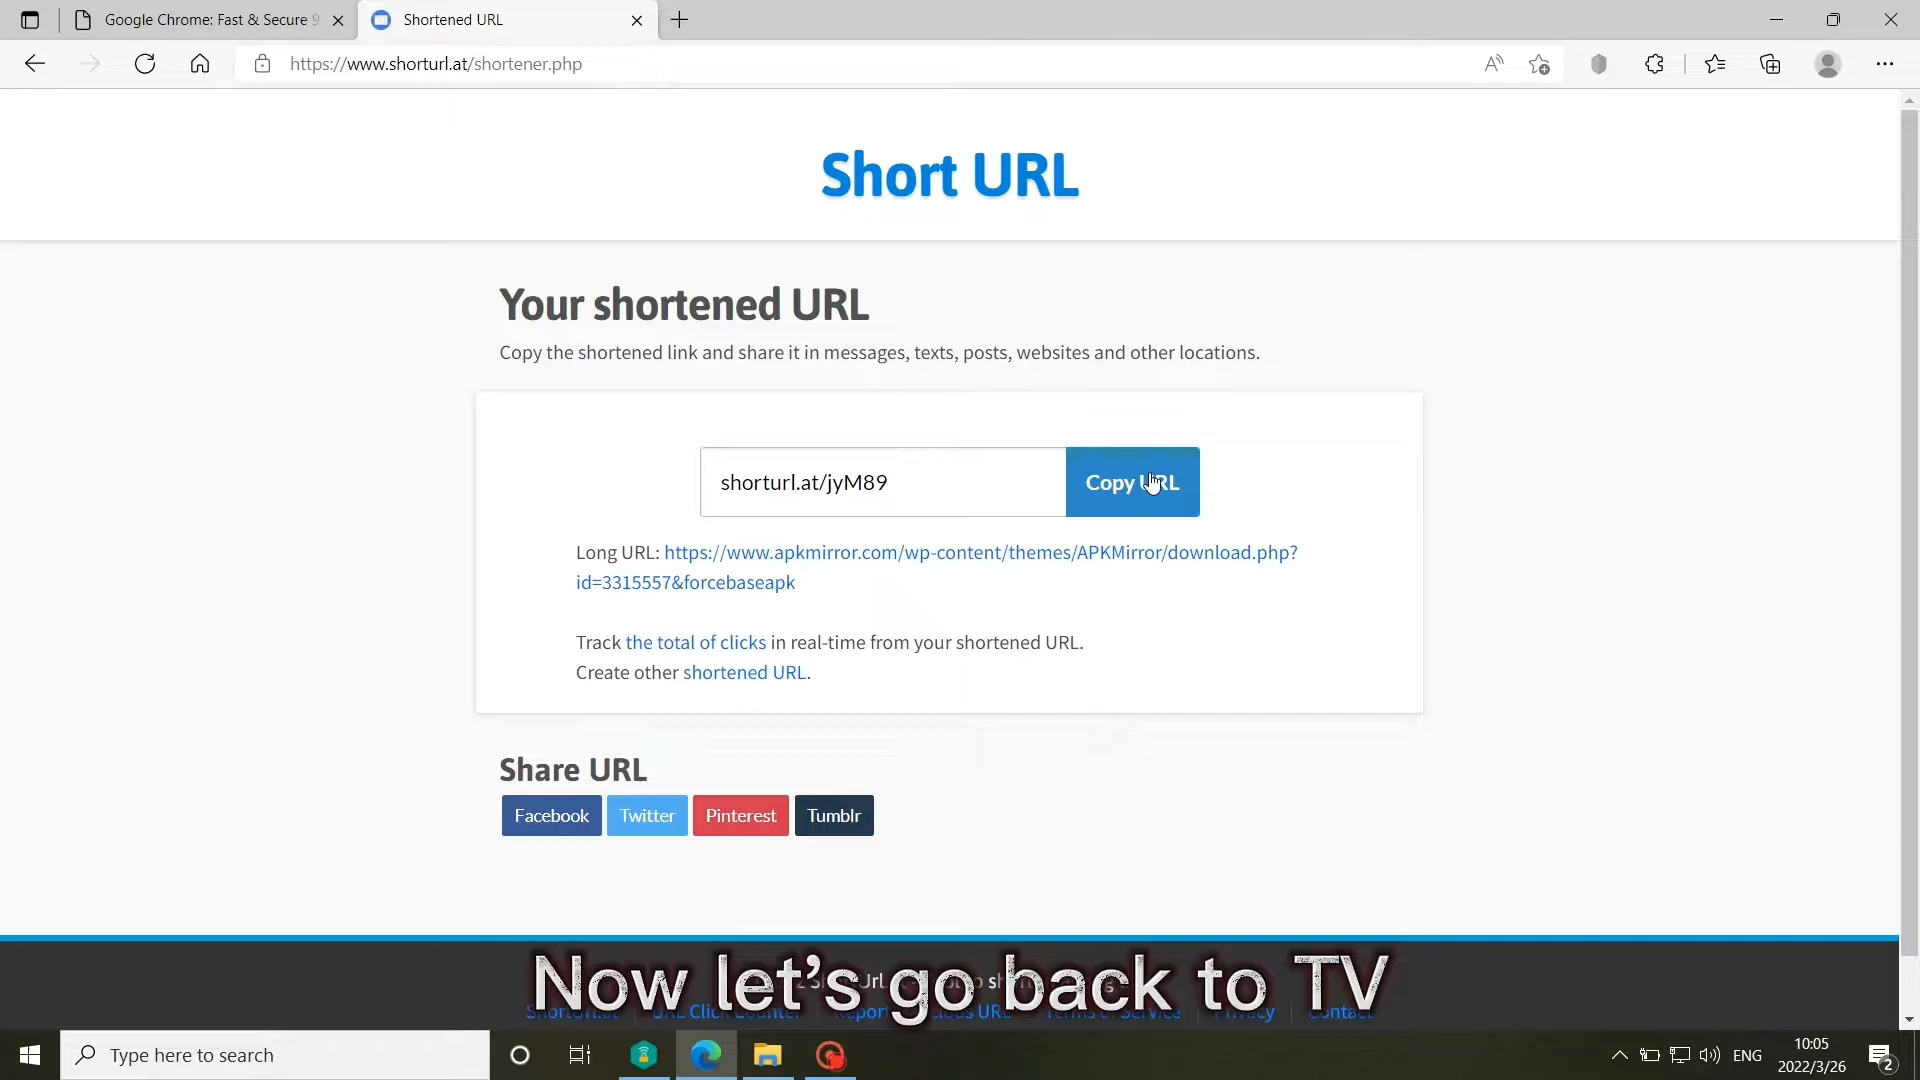 Google Chrome: Fast & Secure 9
Shortened URL
https://www.shorturl.at/shortener.php
Short URL
Your shortened URL
Copy the shortened link and share it in messages, texts, posts, websites and other locations.
shorturl.at/jyM89
Copy URL
Long URL: https://www.apkmirror.com/wp-content/themes/APKMirror/download.php?
id=3315557&forcebaseapk
Track the total of clicks in real-time from your shortened URL.
Create other shortened URL.
Share URL
Facebook Twitter Pinterest Tumblr
Now let's go back to TV
Type here to search
ENG
10:05
2022/3/26
2